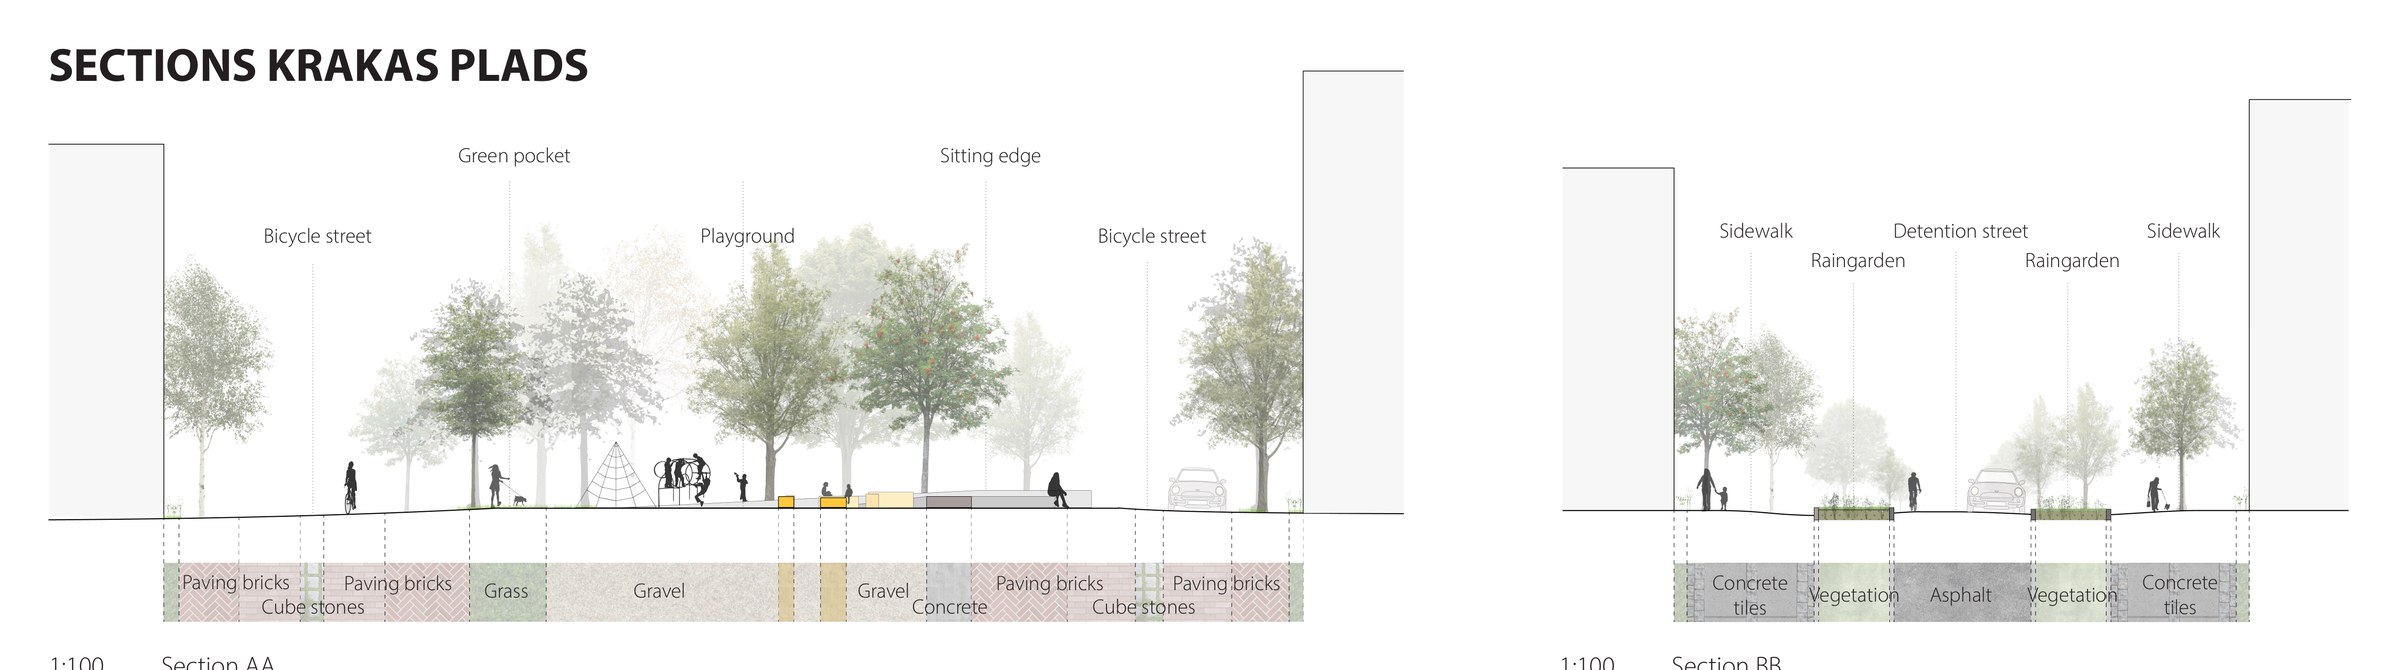 SECTIONS KRAKAS PLADS
Green pocket
Sitting edge
Bicycle street
Playground
Bicycle street
Paving bricks
Cube stones
Paving bricks
Grass
Gravel
Gravel
Concrete
Paving bricks
Cube stones
Paving bricks
1:100 Section AA
Sidewalk
Detention street
Sidewalk
Raingarden
Raingarden
Concrete
tiles
Vegetation
Asphalt
Vegetation
Concrete
tiles
1:100 Section BB